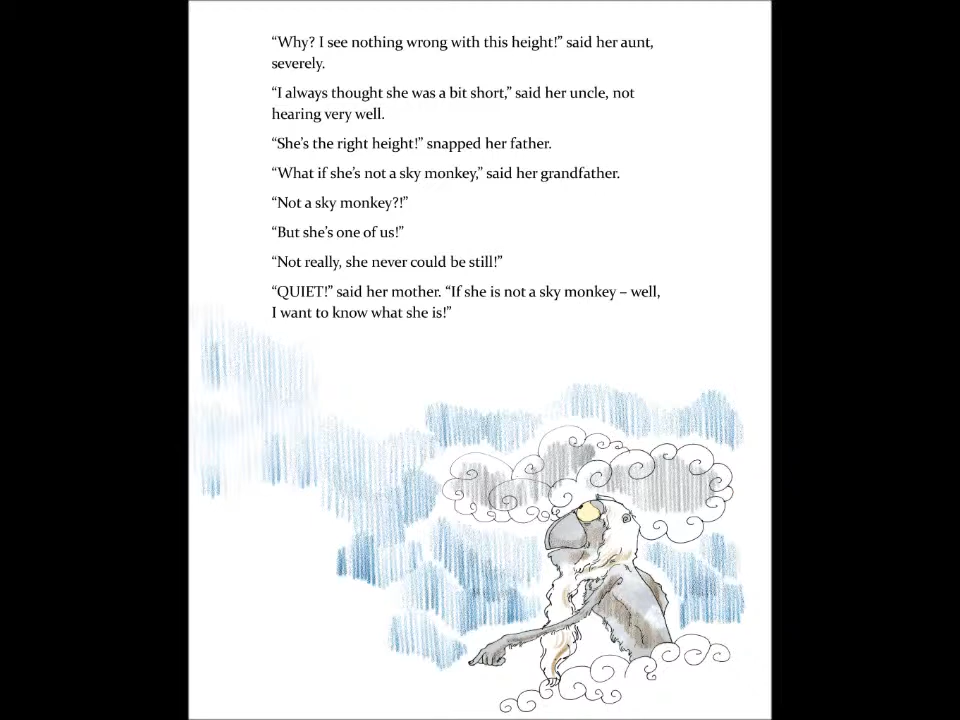 “Why? I see nothing wrong with this height!” said her aunt,
severely.
“I always thought she was a bit short,” said her uncle, not
hearing very well.
“She’s the right height!” snapped her father.
“What if she’s not a sky monkey,” said her grandfather.
“Not a sky monkey?!”
“But she’s one of us!”
“Not really, she never could be still!”
“QUIET!” said her mother. “If she is not a sky monkey – well,
I want to know what she is!”